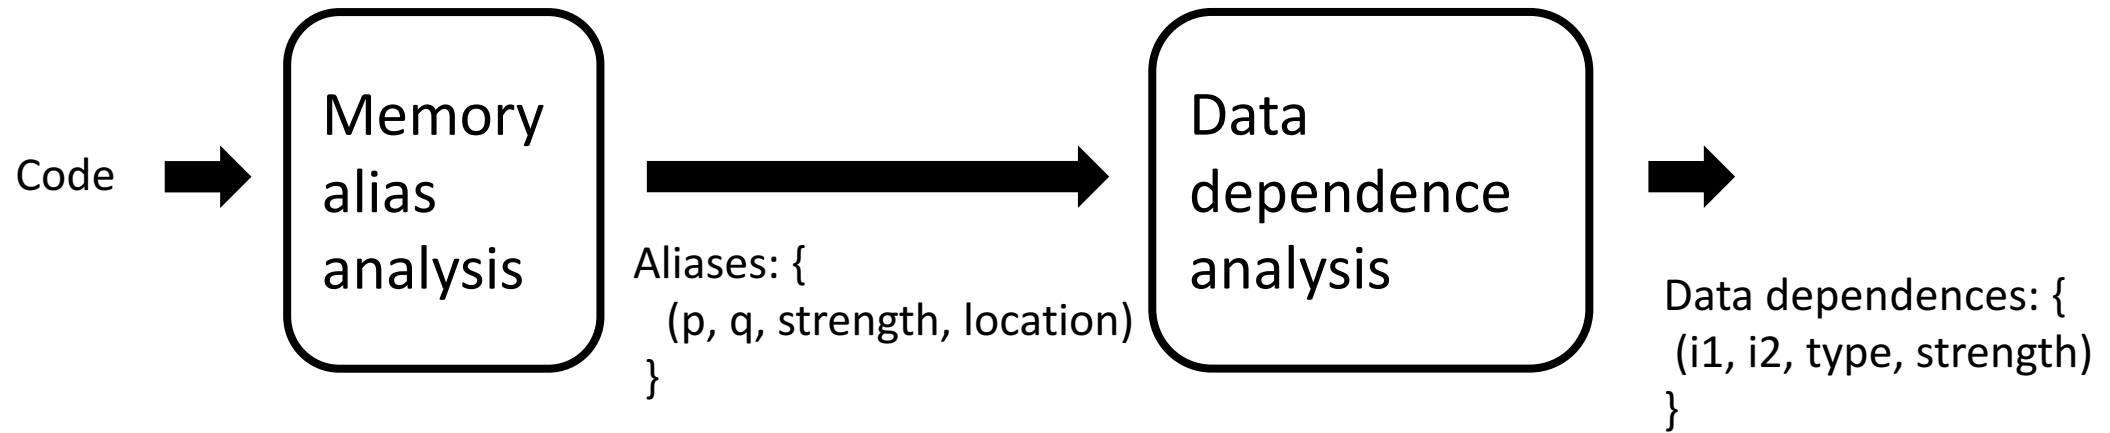 Code
Memory
alias
analysis
Aliases: {
(p, q, strength, location)
}
Data
dependence
analysis
Data dependences: {
(i1, i2, type, strength)
}